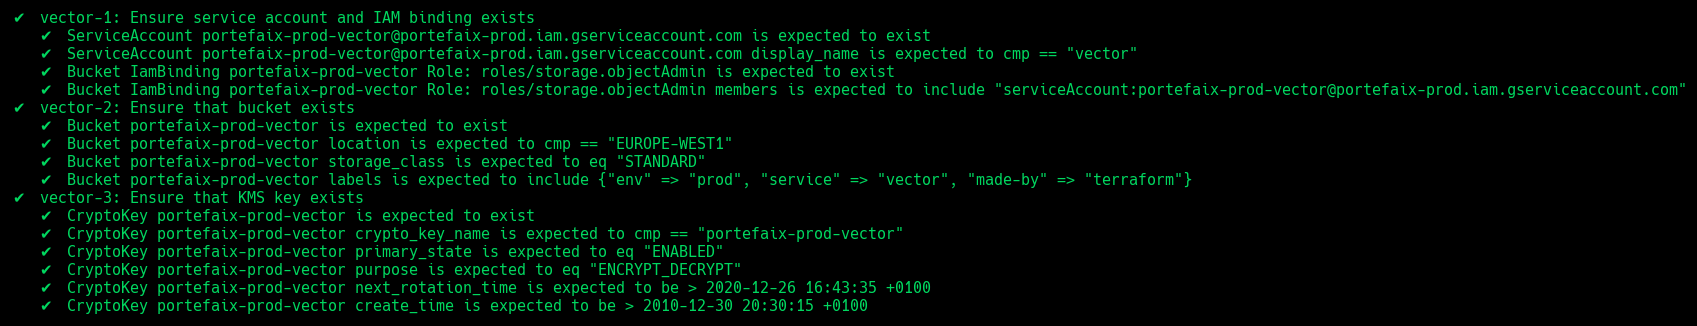 ✔ vector-1: Ensure service account and IAM binding exists
✔ ServiceAccount portefaix-prod-vector@portefaix-prod.iam.gserviceaccount.com is expected to exist
✔ ServiceAccount portefaix-prod-vector@portefaix-prod.iam.gserviceaccount.com display_name is expected to cmp == "vector"
✔ Bucket IamBinding portefaix-prod-vector Role: roles/storage.objectAdmin is expected to exist
✔ Bucket IamBinding portefaix-prod-vector Role: roles/storage.objectAdmin members is expected to include "serviceAccount:portefaix-prod-vector@portefaix-prod.iam.gserviceaccount.com"
✔ vector-2: Ensure that bucket exists
✔ Bucket portefaix-prod-vector is expected to exist
✔ Bucket portefaix-prod-vector location is expected to cmp == "EUROPE-WEST1"
✔ Bucket portefaix-prod-vector storage_class is expected to eq "STANDARD"
✔ Bucket portefaix-prod-vector labels is expected to include {"env" => "prod", "service" => "vector", "made-by" => "terraform"}
✔ vector-3: Ensure that KMS key exists
✔ CryptoKey portefaix-prod-vector is expected to exist
✔ CryptoKey portefaix-prod-vector crypto_key_name is expected to cmp == "portefaix-prod-vector"
✔ CryptoKey portefaix-prod-vector primary_state is expected to eq "ENABLED"
✔ CryptoKey portefaix-prod-vector purpose is expected to eq "ENCRYPT_DECRYPT"
✔ CryptoKey portefaix-prod-vector next_rotation_time is expected to be > 2020-12-26 16:43:35 +0100
✔ CryptoKey portefaix-prod-vector create_time is expected to be > 2010-12-30 20:30:15 +0100